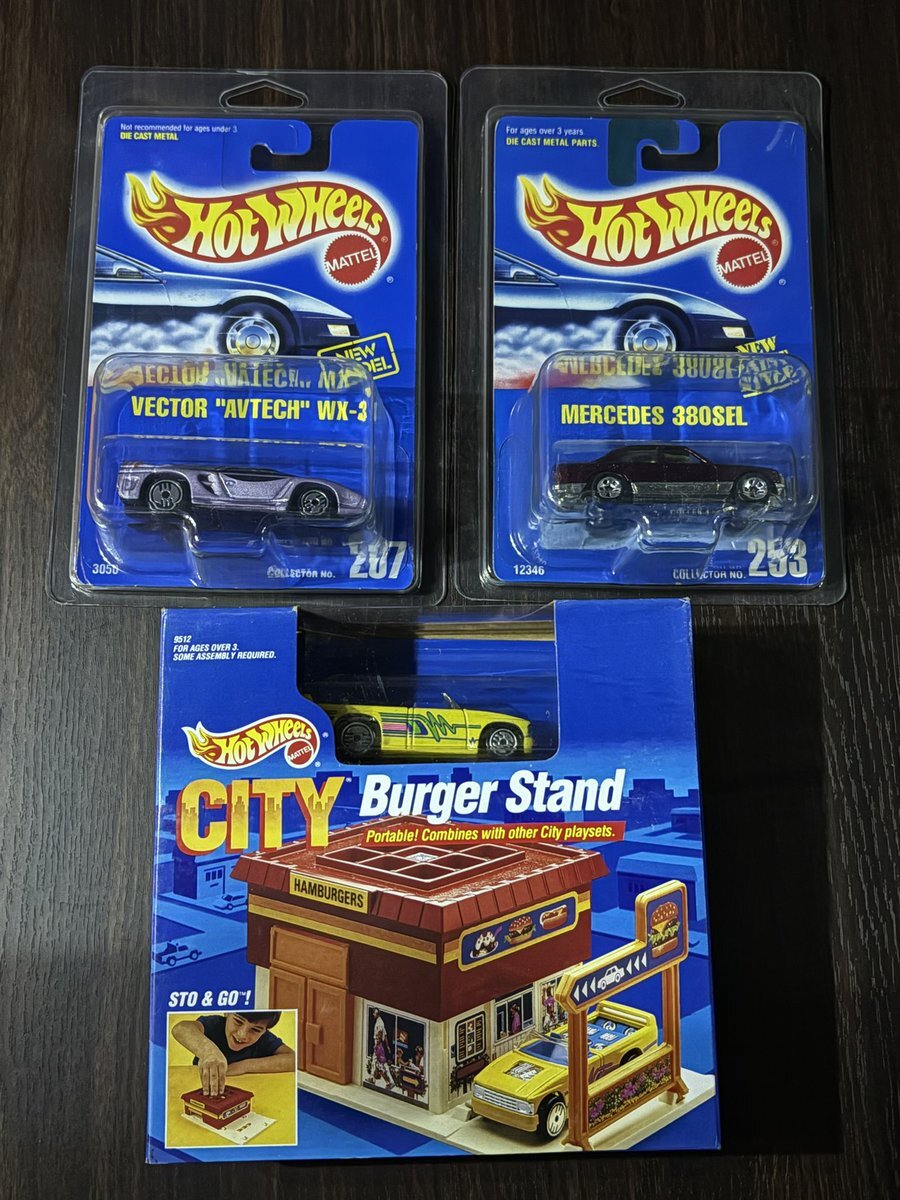 Not recommended for ages under 3
DIE CAST METAL
HOT WHEELS
MATTEL
®
NEW
VECTOR "AVTECH" WX-3
3050
COLLECTOR NO.
207
For ages over 3 years
DIE CAST METAL PARTS
HOT WHEELS
MATTEL
®
NEW
MERCEDES 380SEL
12346
COLLECTOR NO.
253
9512
FOR AGES OVER 3.
SOME ASSEMBLY REQUIRED.
HOT WHEELS
MATTEL
CITY™
Burger Stand
Portable! Combines with other City playsets.
HAMBURGERS
STO & GO™!